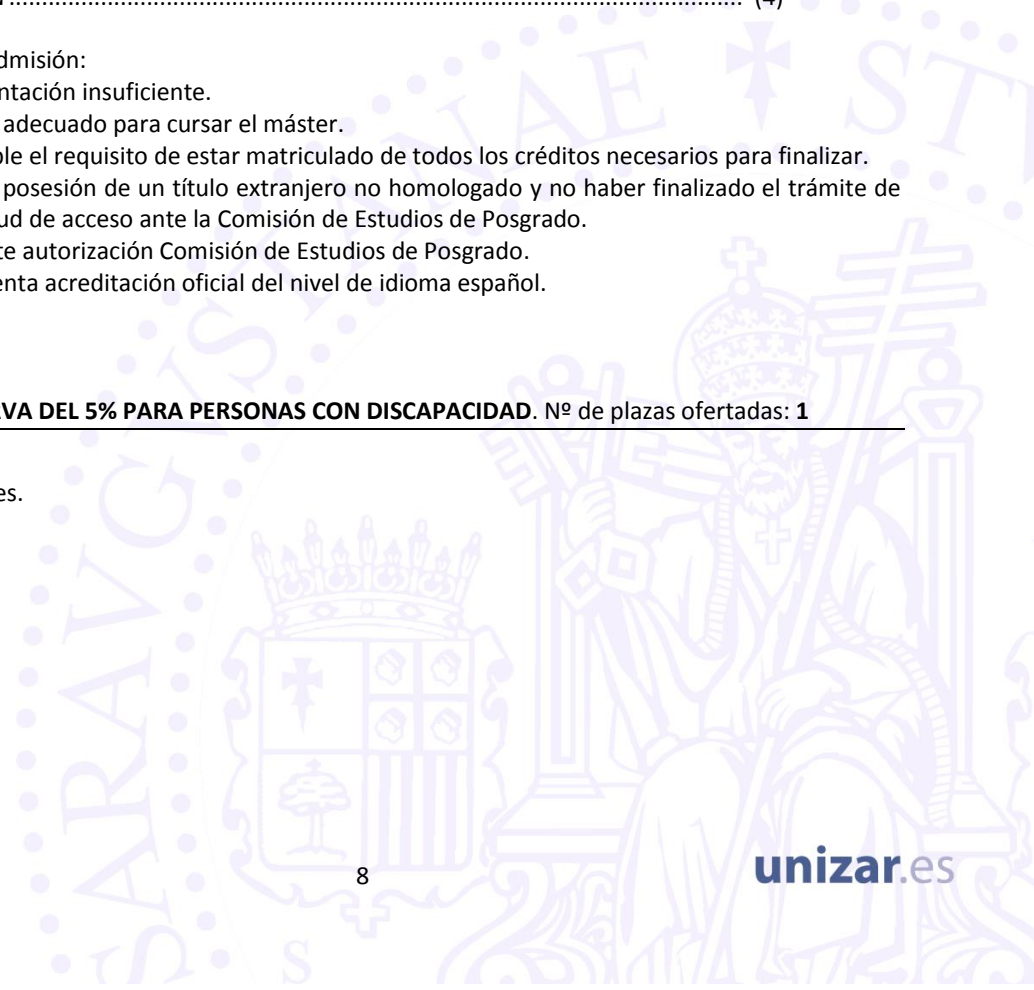 ........................................................................................................................ (4)
dmisión:
ntación insuficiente.
adecuado para cursar el máster.
ble el requisito de estar matriculado de todos los créditos necesarios para finalizar.
posesión de un título extranjero no homologado y no haber finalizado el trámite de
ud de acceso ante la Comisión de Estudios de Posgrado.
te autorización Comisión de Estudios de Posgrado.
enta acreditación oficial del nivel de idioma español.
VA DEL 5% PARA PERSONAS CON DISCAPACIDAD. Nº de plazas ofertadas: 1
es.
8
unizar.es
SARAVGVSTANAE STV
S